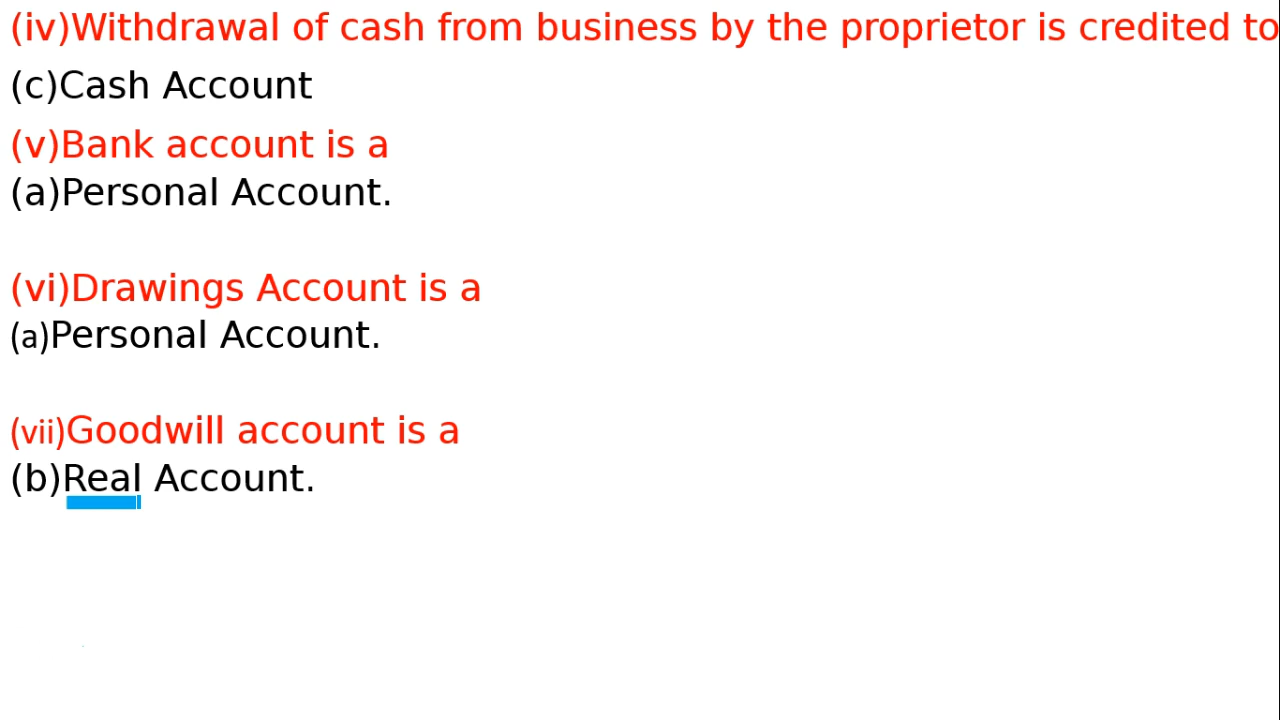 (iv)Withdrawal of cash from business by the proprietor is credited to
(c)Cash Account
(v)Bank account is a
(a)Personal Account.
(vi)Drawings Account is a
(a)Personal Account.
(vii)Goodwill account is a
(b)Real Account.